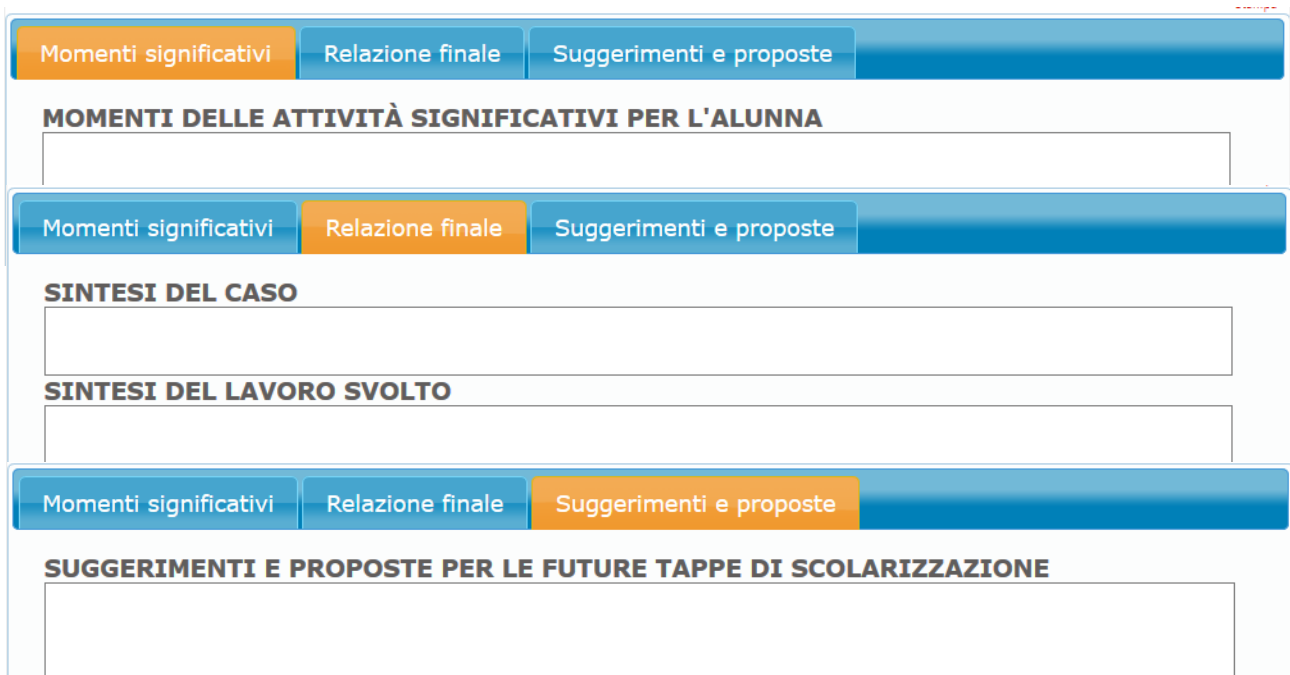 Momenti significativi Relazione finale Suggerimenti e proposte
MOMENTI DELLE ATTIVITÀ SIGNIFICATIVI PER L'ALUNNA
Momenti significativi Relazione finale Suggerimenti e proposte
SINTESI DEL CASO
SINTESI DEL LAVORO SVOLTO
Momenti significativi Relazione finale Suggerimenti e proposte
SUGGERIMENTI E PROPOSTE PER LE FUTURE TAPPE DI SCOLARIZZAZIONE